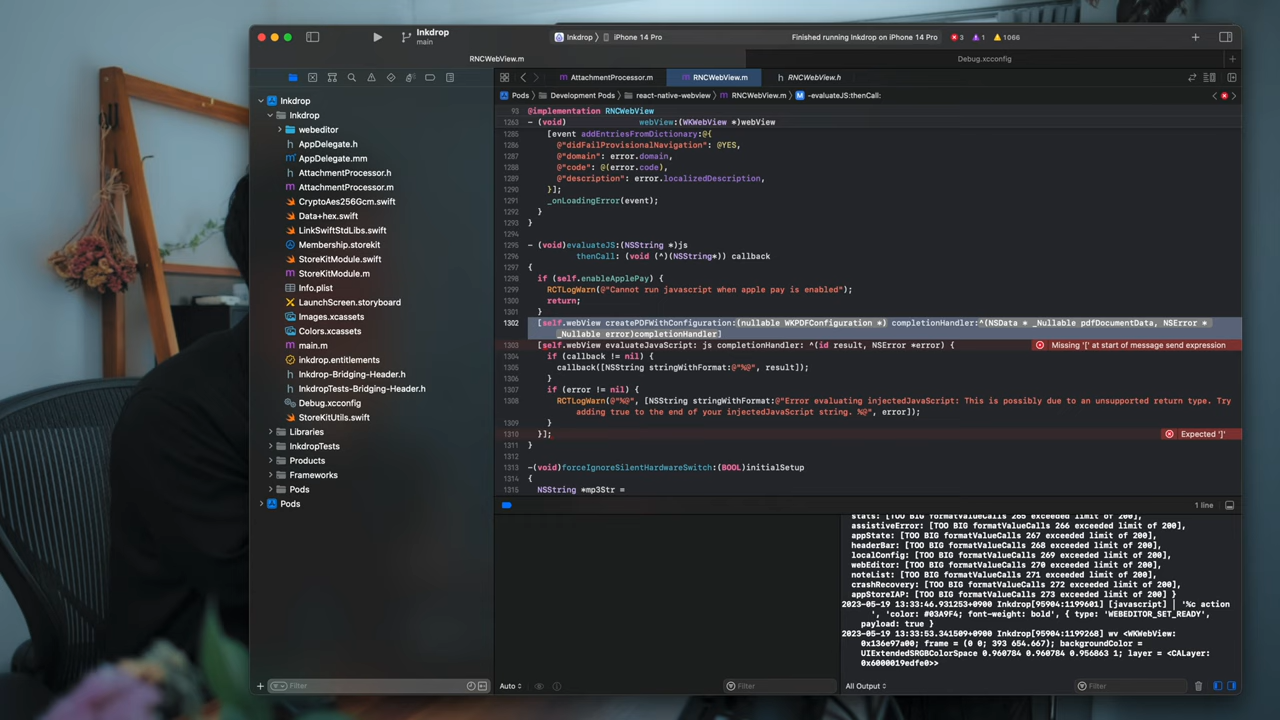 Inkdrop
main
Inkdrop
iPhone 14 Pro
Finished running Inkdrop on iPhone 14 Pro
3
1
1066
RNCWebView.m
Debug.xcconfig
AttachmentProcessor.m
RNCWebView.m
RNCWebView.h
Pods
Development Pods
react-native-webview
RNCWebView.m
M
-evaluateJS:thenCall:
Inkdrop
Inkdrop
webeditor
AppDelegate.h
AppDelegate.mm
AttachmentProcessor.h
AttachmentProcessor.m
CryptoAes256Gcm.swift
Data+hex.swift
LinkSwiftStdLibs.swift
Membership.storekit
StoreKitModule.swift
StoreKitModule.m
Info.plist
LaunchScreen.storyboard
Images.xcassets
Colors.xcassets
main.m
inkdrop.entitlements
Inkdrop-Bridging-Header.h
InkdropTests-Bridging-Header.h
Debug.xcconfig
StoreKitUtils.swift
Libraries
InkdropTests
Products
Frameworks
Pods
Pods
Filter
93 @implementation RNCWebView
1263 - (void) webView:(WKWebView *)webView
1285 [event addEntriesFromDictionary:@{
1286 @"didFailProvisionalNavigation": @YES,
1287 @"domain": error.domain,
1288 @"code": @(error.code),
1289 @"description": error.localizedDescription,
1290 }];
1291 _onLoadingError(event);
1292 }
1293 }
1294
1295 - (void)evaluateJS:(NSString *)js
1296 thenCall: (void (^)(NSString*)) callback
1297 {
1298 if (self.enableApplePay) {
1299 RCTLogWarn(@"Cannot run javascript when apple pay is enabled");
1300 return;
1301 }
1302 [self.webView createPDFWithConfiguration:(nullable WKPDFConfiguration *) completionHandler:^(NSData * _Nullable pdfDocumentData, NSError *
_Nullable error)completionHandler]
1303 [self.webView evaluateJavaScript: js completionHandler: ^(id result, NSError *error) {
Missing '[' at start of message send expression
1304 if (callback != nil) {
1305 callback([NSString stringWithFormat:@"%@", result]);
1306 }
1307 if (error != nil) {
1308 RCTLogWarn(@"%@", [NSString stringWithFormat:@"Error evaluating injectedJavaScript: This is possibly due to an unsupported return type. Try
adding true to the end of your injectedJavaScript string. %@", error]);
1309 }
1310 }];
Expected ']'
1311 }
1312
1313 -(void)forceIgnoreSilentHardwareSwitch:(BOOL)initialSetup
1314 {
1315 NSString *mp3Str =
1 line
stats: [TOO BIG formatValueCalls 265 exceeded limit of 200],
assistiveError: [TOO BIG formatValueCalls 266 exceeded limit of 200],
appState: [TOO BIG formatValueCalls 267 exceeded limit of 200],
headerBar: [TOO BIG formatValueCalls 268 exceeded limit of 200],
localConfig: [TOO BIG formatValueCalls 269 exceeded limit of 200],
webEditor: [TOO BIG formatValueCalls 270 exceeded limit of 200],
noteList: [TOO BIG formatValueCalls 271 exceeded limit of 200],
crashRecovery: [TOO BIG formatValueCalls 272 exceeded limit of 200],
appStoreIAP: [TOO BIG formatValueCalls 273 exceeded limit of 200] }
2023-05-19 13:33:46.931253+0900 Inkdrop[95904:1199601] [javascript] | '%c action
', 'color: #03A9F4; font-weight: bold', { type: 'WEBEDITOR_SET_READY',
payload: true }
2023-05-19 13:33:53.341509+0900 Inkdrop[95904:1199268] wv <WKWebView:
0x136e97a00; frame = (0 0; 393 654.667); backgroundColor =
UIExtendedSRGBColorSpace 0.960784 0.960784 0.956863 1; layer = <CALayer:
0x6000019edfe0>>
Auto
Filter
All Output
Filter